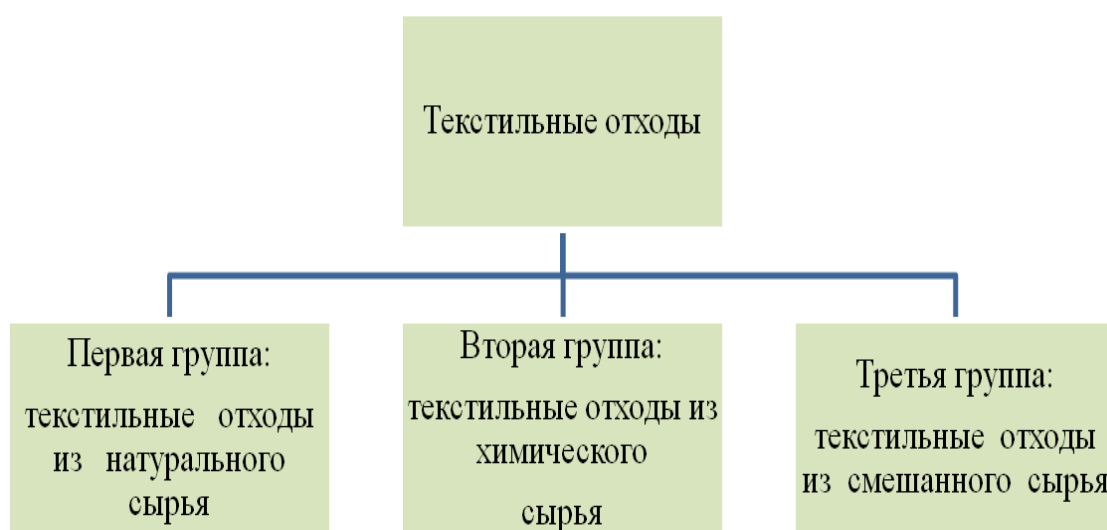 Текстильные отходы
Первая группа:
текстильные отходы
из натурального
сырья
Вторая группа:
текстильные отходы из
химического
сырья
Третья группа:
текстильные отходы
из смешанного сырья